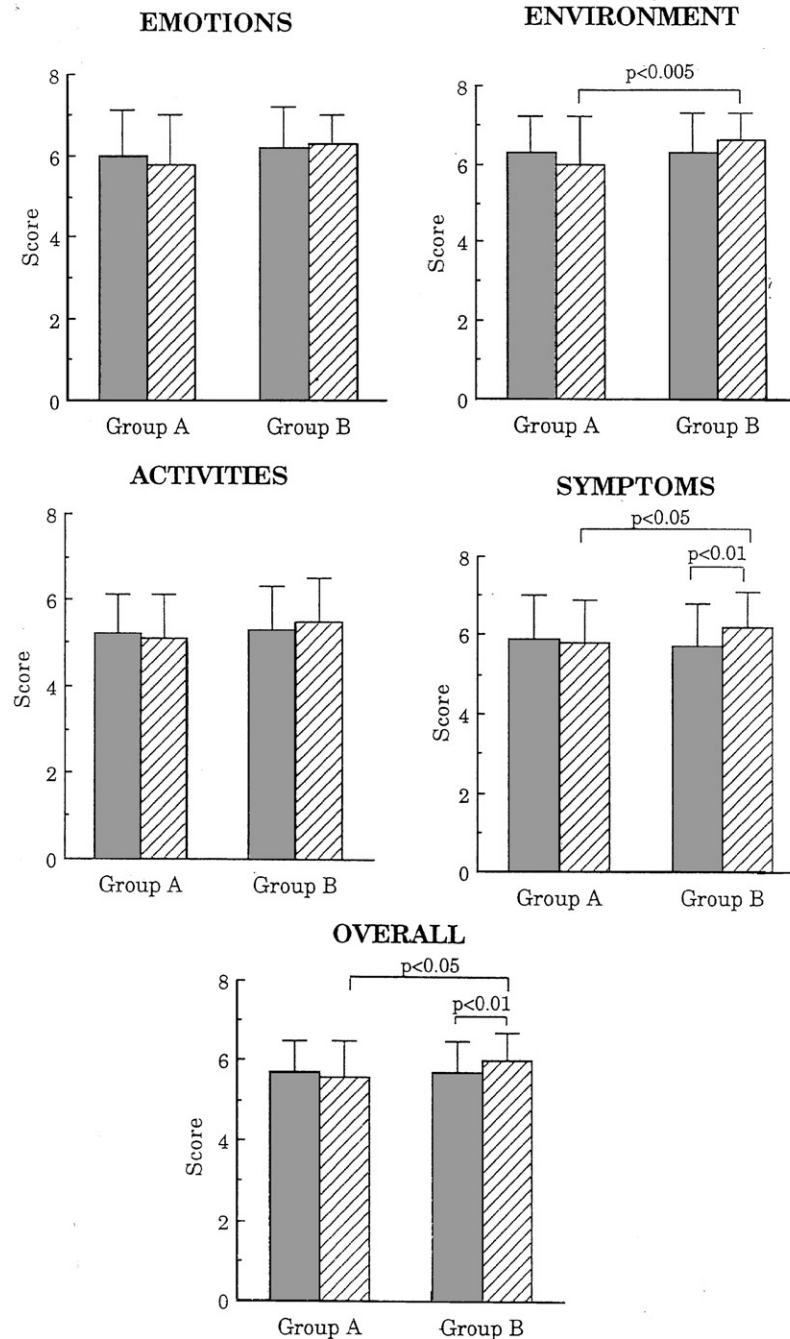 EMOTIONS
8
6
4
2
0
Score
Group A
Group B
ENVIRONMENT
p<0.005
8
6
4
2
0
Score
Group A
Group B
ACTIVITIES
8
6
4
2
0
Score
Group A
Group B
SYMPTOMS
p<0.05
p<0.01
8
6
4
2
0
Score
Group A
Group B
OVERALL
p<0.05
p<0.01
8
6
4
2
0
Score
Group A
Group B